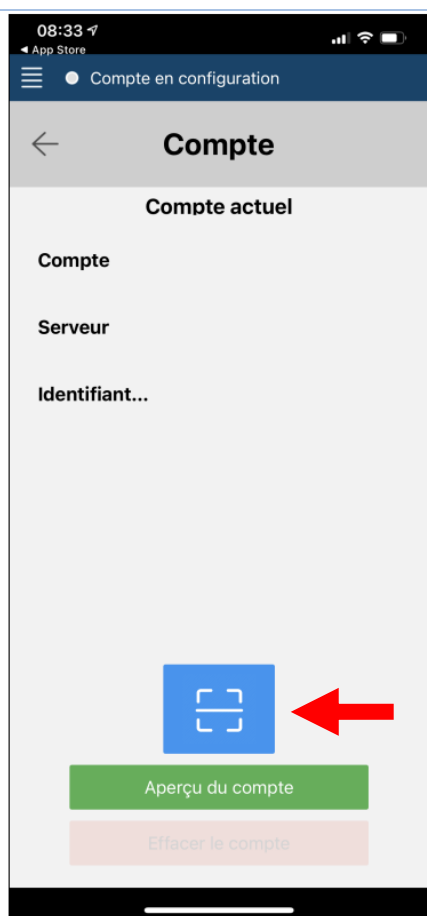 08:33
◀ App Store
Compte en configuration
Compte
Compte actuel
Compte
Serveur
Identifiant...
Aperçu du compte
Effacer le compte